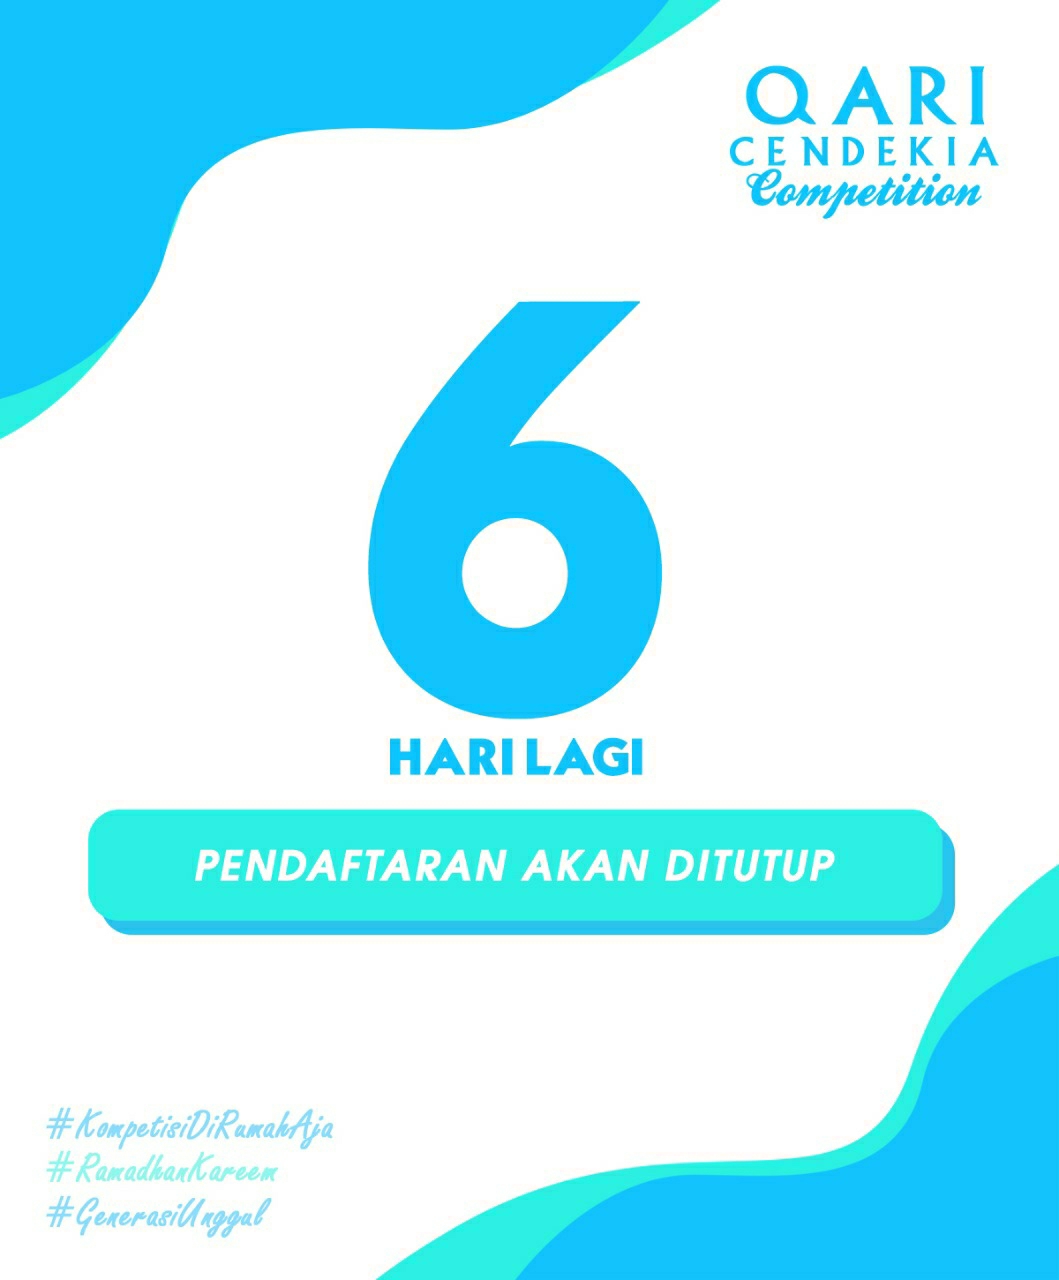 QARI
CENDEKIA
Competition
6
HARI LAGI
PENDAFTARAN AKAN DITUTUP
#KompetisiDiRumahAja
#RamadhanKareem
#GenerasiUnggul